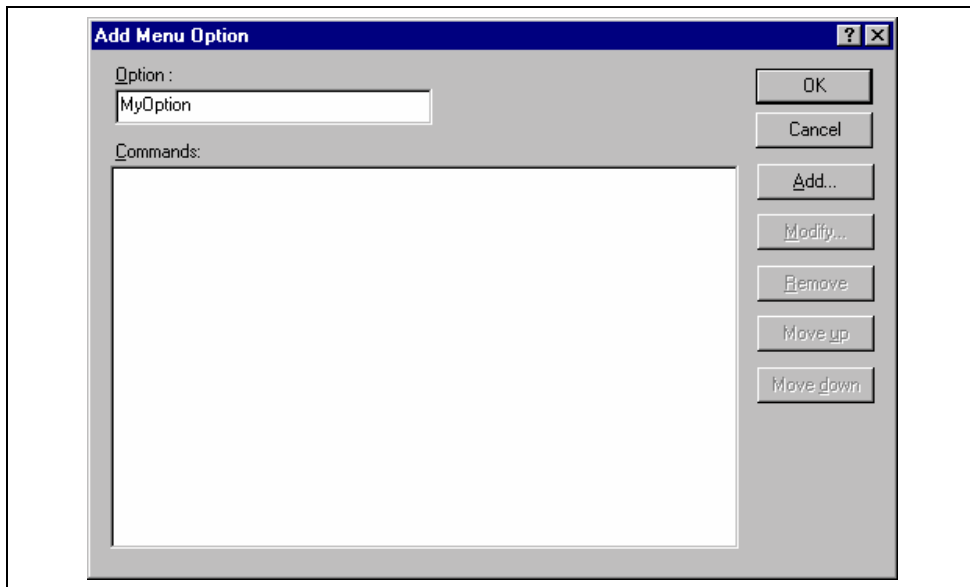 Add Menu Option
Option :
MyOption
Commands:
OK
Cancel
Add...
Modify...
Remove
Move up
Move down